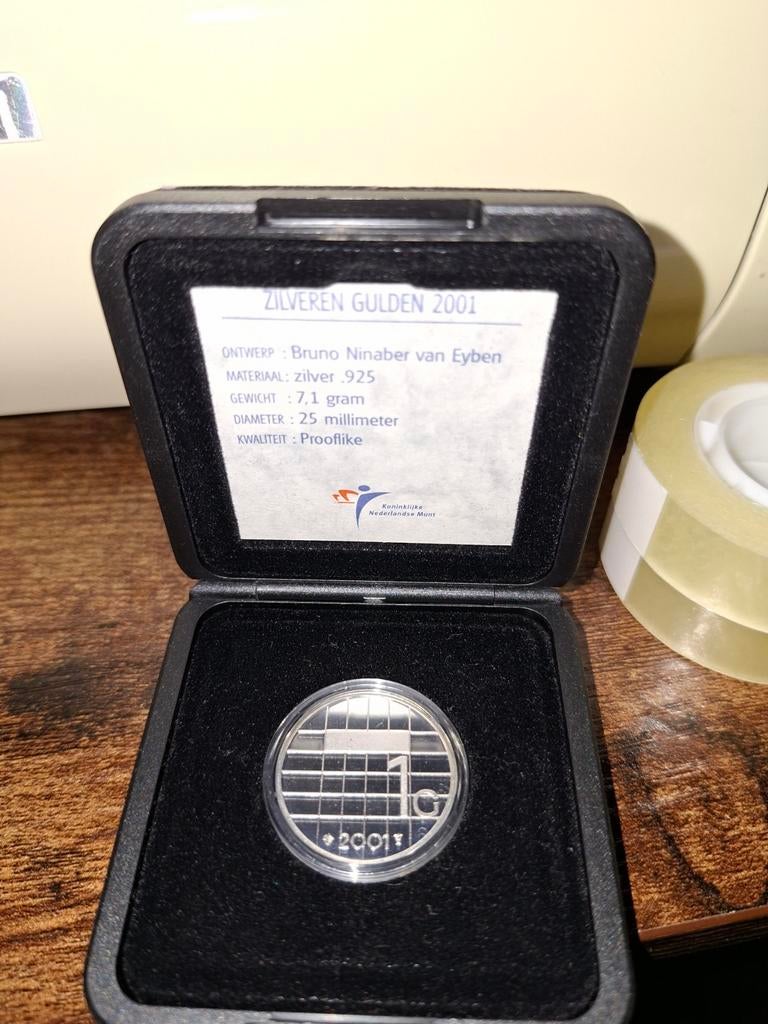 ZILVEREN GULDEN 2001
ONTWERP : Bruno Ninaber van Eyben
MATERIAAL : zilver .925
GEWICHT : 7,1 gram
DIAMETER : 25 millimeter
KWALITEIT : Prooflike
Koninklijke
Nederlandse Munt
1G
2001